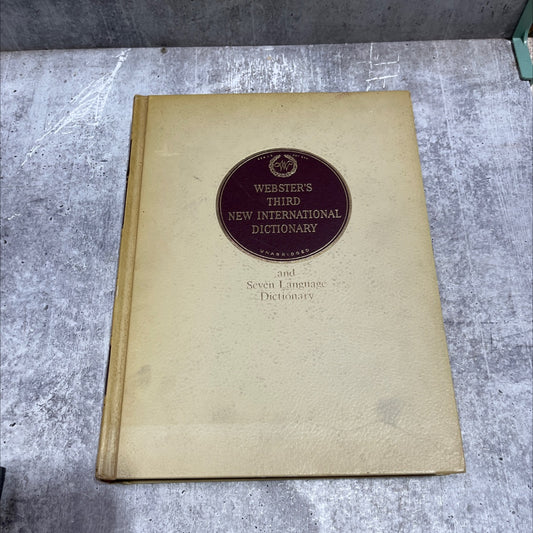 WEBSTER'S
THIRD
NEW INTERNATIONAL
DICTIONARY
UNABRIDGED
and
Seven Language
Dictionary